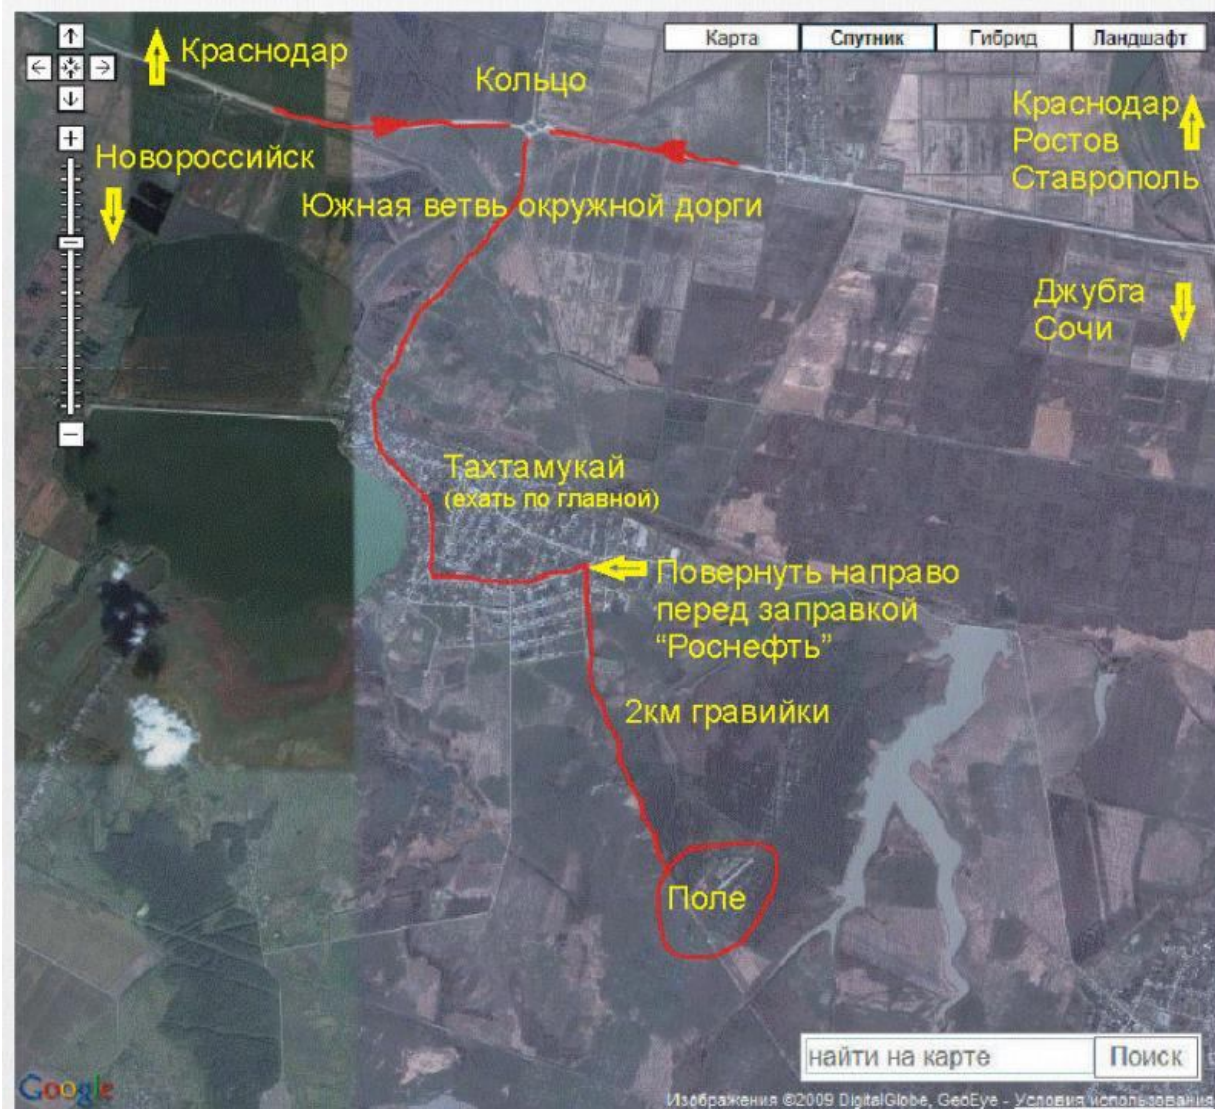 Краснодар
Новороссийск
Кольцо
Карта
Спутник
Гибрид
Ландшафт
Краснодар
Ростов
Ставрополь
Южная ветвь окружной дорги
Джубга
Сочи
Тахтамукай
(ехать по главной)
Повернуть направо
перед заправкой
“Роснефть”
2км гравийки
Поле
найти на карте
Поиск
Google
Изображения ©2009 DigitalGlobe, GeoEye - Условия использования